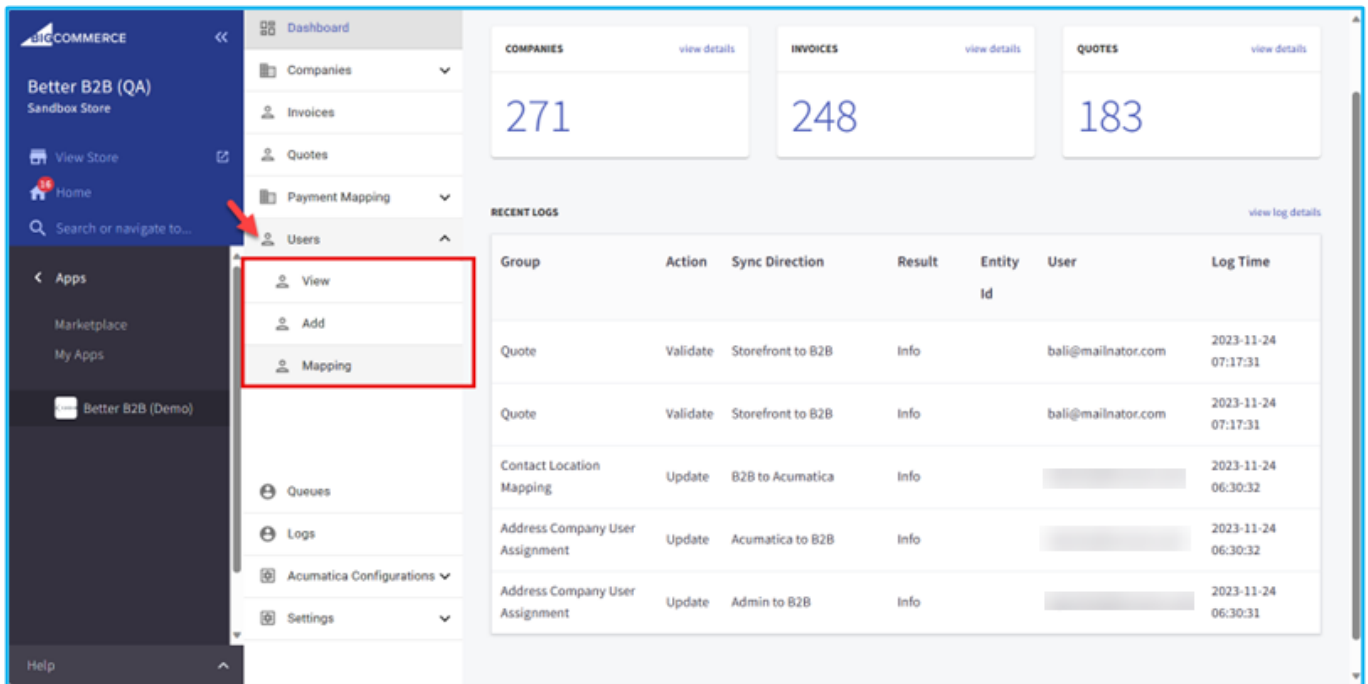 BIGCOMMERCE
Better B2B (QA)
Sandbox Store
View Store
16
Home
Search or navigate to...
Apps
Marketplace
My Apps
Better B2B (Demo)
Help
Dashboard
Companies
Invoices
Quotes
Payment Mapping
Users
View
Add
Mapping
Queues
Logs
Acumatica Configurations
Settings
COMPANIES view details
271
INVOICES view details
248
QUOTES view details
183
RECENT LOGS view log details
Group Action Sync Direction Result Entity Id User Log Time
Quote Validate Storefront to B2B Info bali@mailnator.com 2023-11-24 07:17:31
Quote Validate Storefront to B2B Info bali@mailnator.com 2023-11-24 07:17:31
Contact Location Mapping Update B2B to Acumatica Info 2023-11-24 06:30:32
Address Company User Assignment Update Acumatica to B2B Info 2023-11-24 06:30:32
Address Company User Assignment Update Admin to B2B Info 2023-11-24 06:30:31